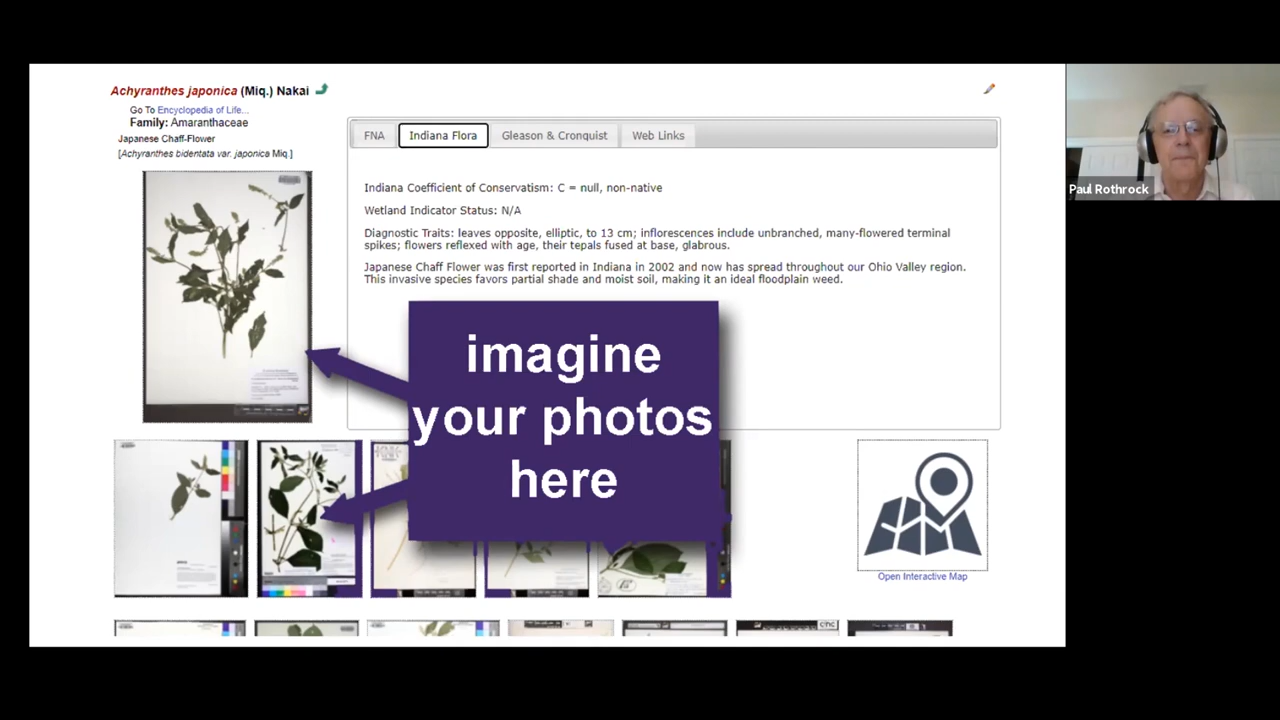 Achyranthes japonica (Miq.) Nakai
Go To Encyclopedia of Life...
Family: Amaranthaceae
Japanese Chaff-Flower
[Achyranthes bidentata var. japonica Miq.]
FNA
Indiana Flora
Gleason & Cronquist
Web Links
Indiana Coefficient of Conservatism: C = null, non-native
Wetland Indicator Status: N/A
Diagnostic Traits: leaves opposite, elliptic, to 13 cm; inflorescences include unbranched, many-flowered terminal
spikes; flowers reflexed with age, their tepals fused at base, glabrous.
Japanese Chaff Flower was first reported in Indiana in 2002 and now has spread throughout our Ohio Valley region.
This invasive species favors partial shade and moist soil, making it an ideal floodplain weed.
imagine
your photos
here
Open Interactive Map
Paul Rothrock